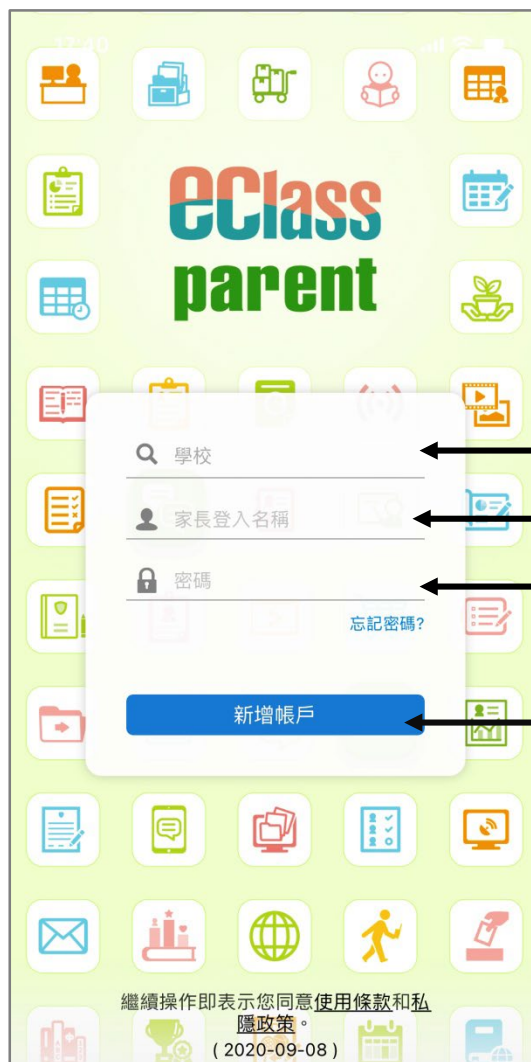 17:40
eClass
parent
學校
家長登入名稱
密碼
忘記密碼?
新增帳戶
繼續操作即表示您同意使用條款和私
隱政策。
( 2020-09-08 )